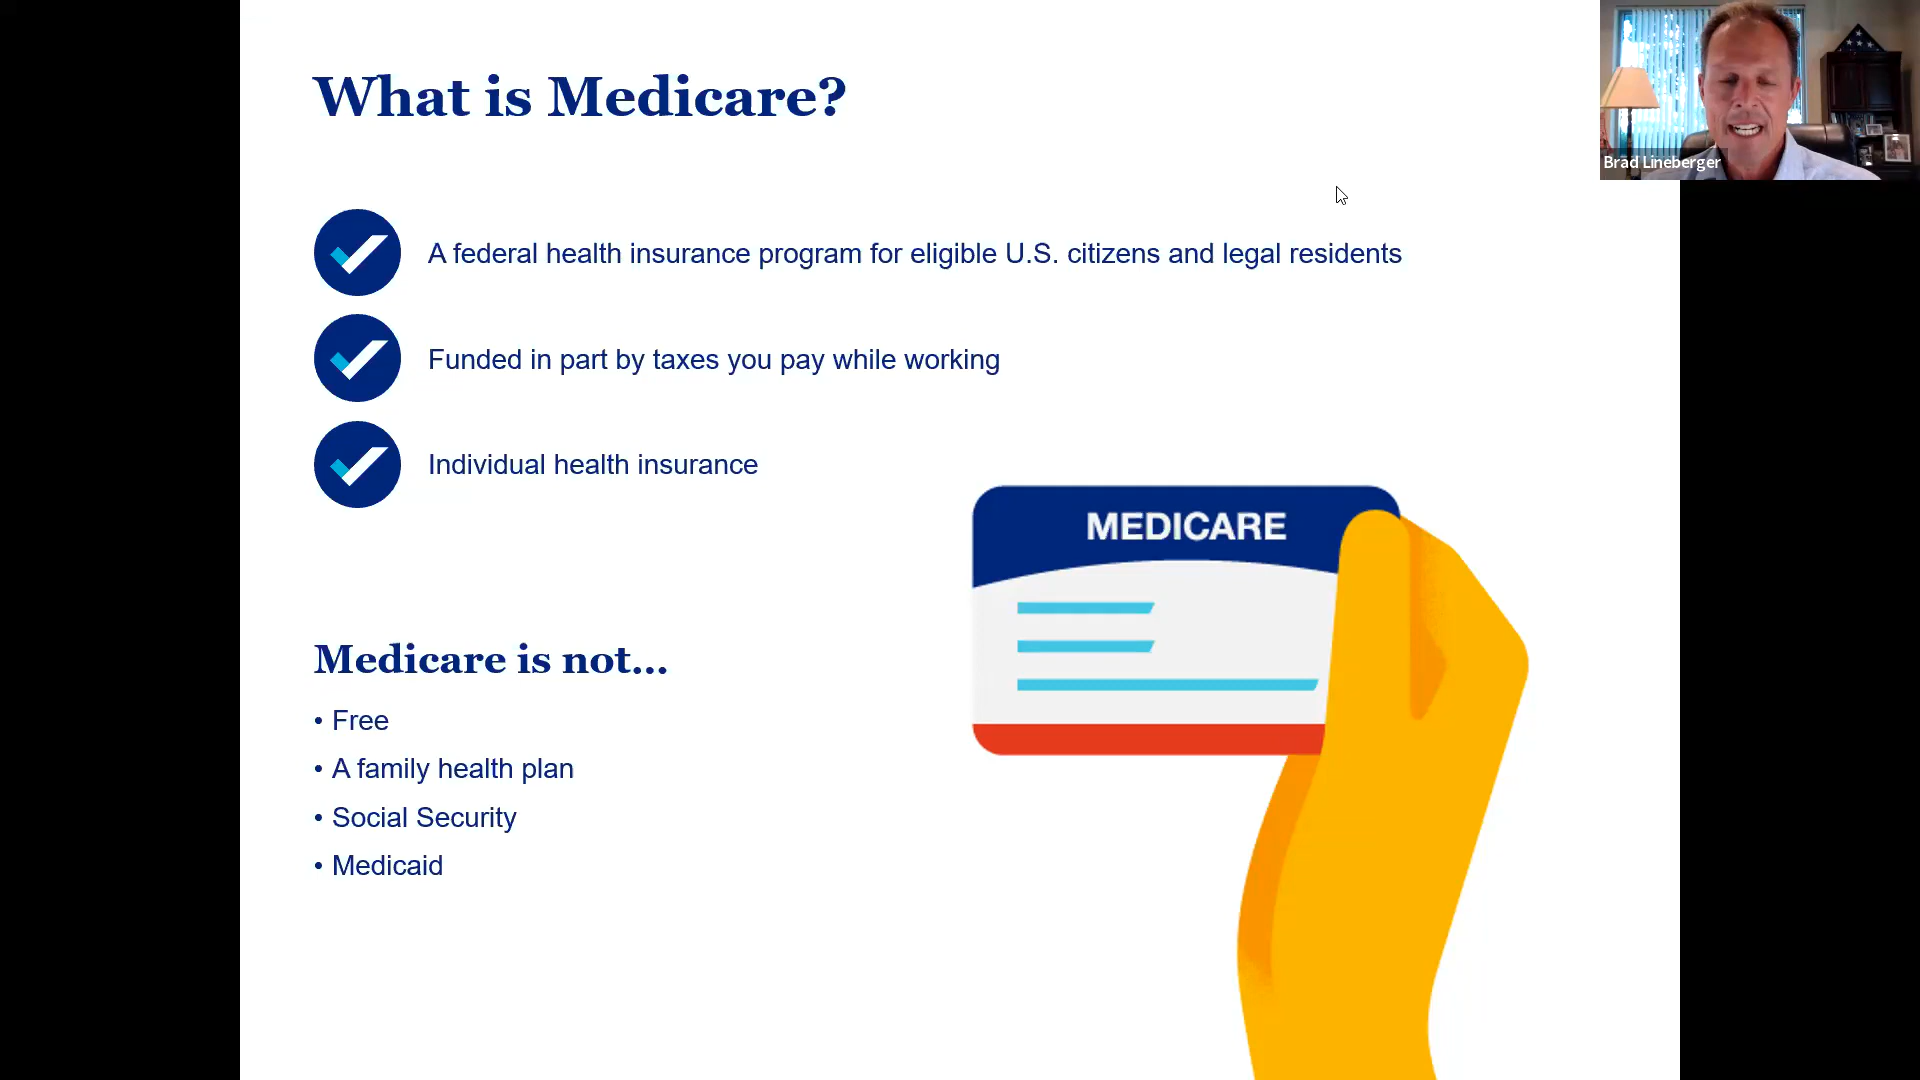 What is Medicare?
Brad Lineberger
A federal health insurance program for eligible U.S. citizens and legal residents
Funded in part by taxes you pay while working
Individual health insurance
MEDICARE
Medicare is not...
• Free
• A family health plan
• Social Security
• Medicaid